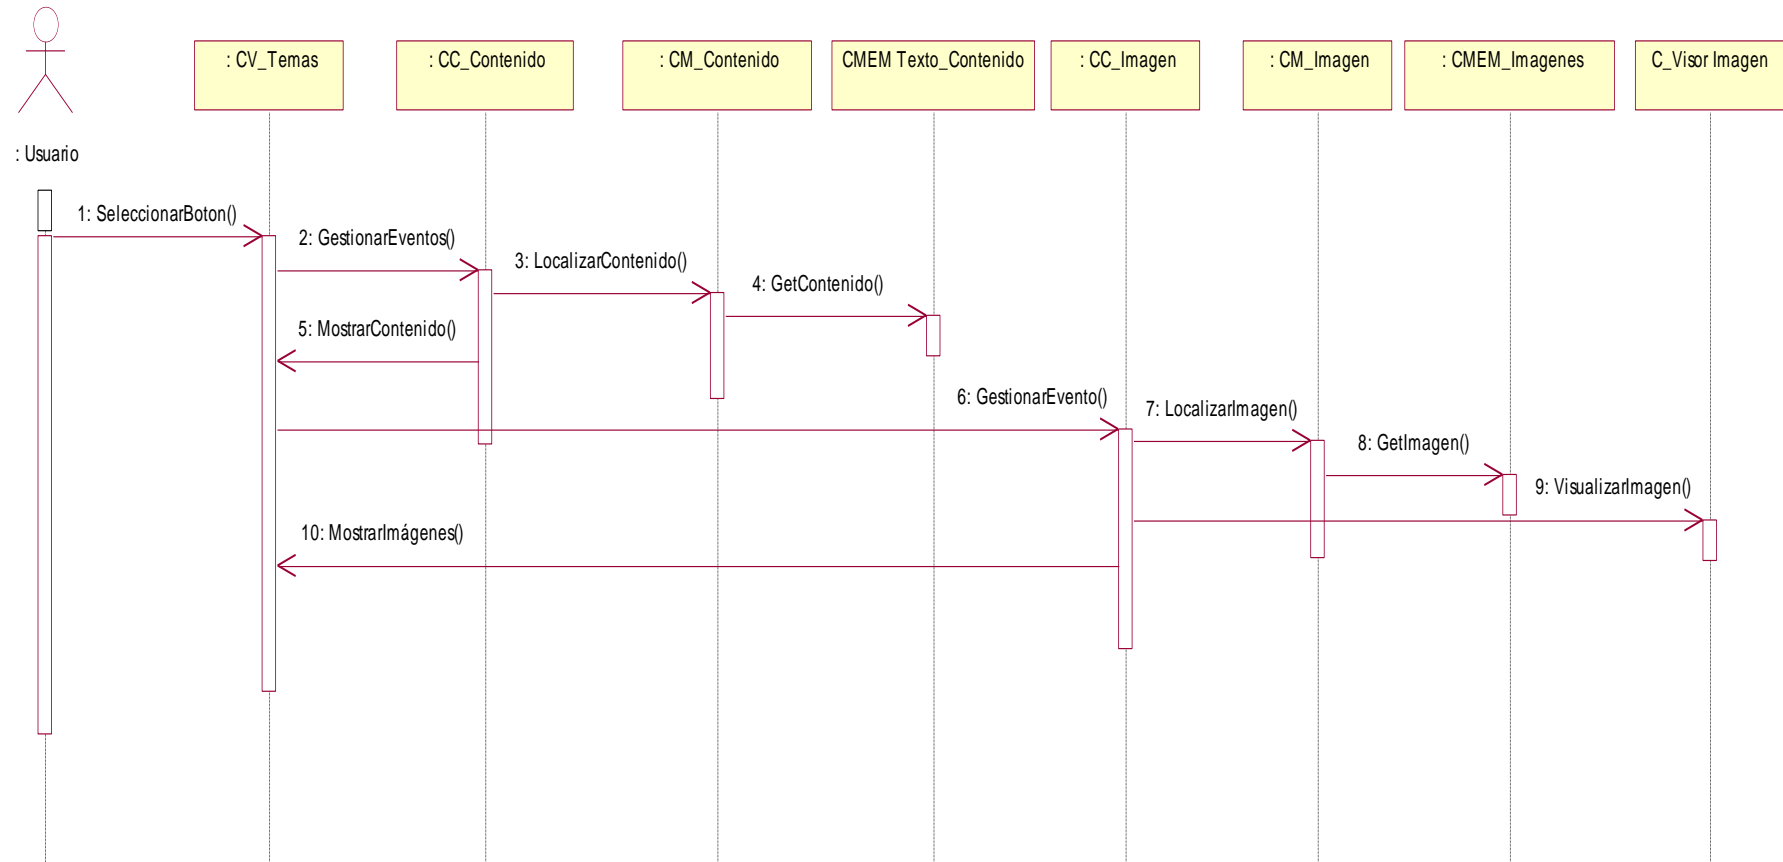 : CV_Temas
: CC_Contenido
: CM_Contenido
CMEM Texto_Contenido
: CC_Imagen
: CM_Imagen
: CMEM_Imagenes
C_Visor Imagen
: Usuario
1: SeleccionarBoton()
2: GestionarEventos()
3: LocalizarContenido()
4: GetContenido()
5: MostrarContenido()
6: GestionarEvento()
7: LocalizarImagen()
8: GetImagen()
9: VisualizarImagen()
10: MostrarImágenes()